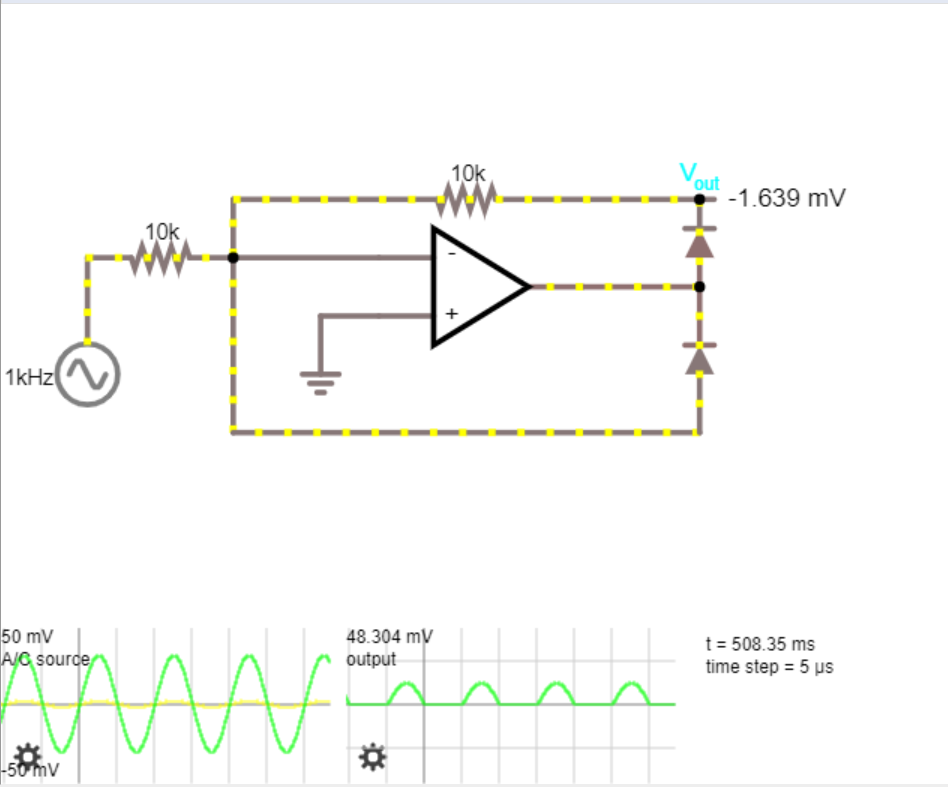 10k
V
out
-1.639 mV
10k
-
+
1kHz
50 mV
A/C source
-50 mV
48.304 mV
output
t = 508.35 ms
time step = 5 µs